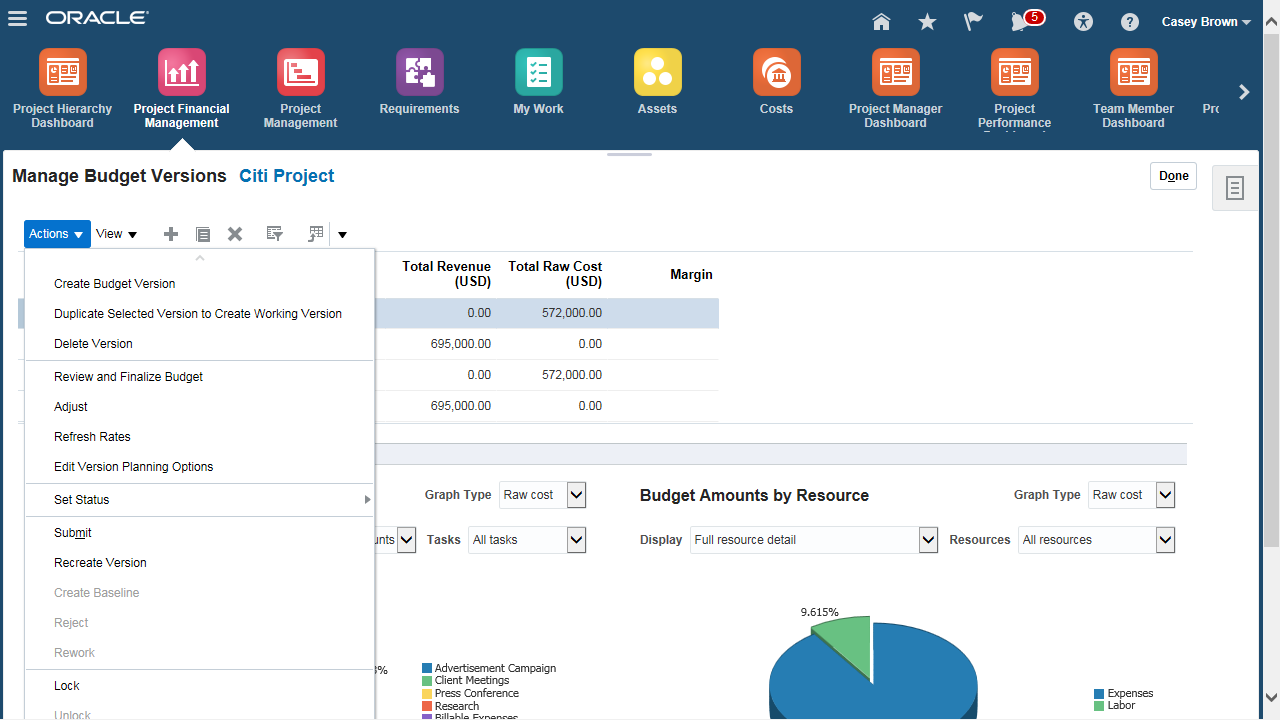 ORACLE
5
Casey Brown
Project Hierarchy
Dashboard
Project Financial
Management
Project
Management
Requirements
My Work
Assets
Costs
Project Manager
Dashboard
Project
Performance
Team Member
Dashboard
Pro
Manage Budget Versions Citi Project
Done
Actions View
Create Budget Version
Duplicate Selected Version to Create Working Version
Delete Version
Review and Finalize Budget
Adjust
Refresh Rates
Edit Version Planning Options
Set Status
Submit
Recreate Version
Create Baseline
Reject
Rework
Lock
Unlock
Total Revenue
(USD)
Total Raw Cost
(USD)
Margin
0.00 572,000.00
695,000.00 0.00
0.00 572,000.00
695,000.00 0.00
Graph Type Raw cost
unts Tasks All tasks
%
Advertisement Campaign
Client Meetings
Press Conference
Research
Billable Expenses
Budget Amounts by Resource Graph Type Raw cost
Display Full resource detail Resources All resources
9.615%
Expenses
Labor